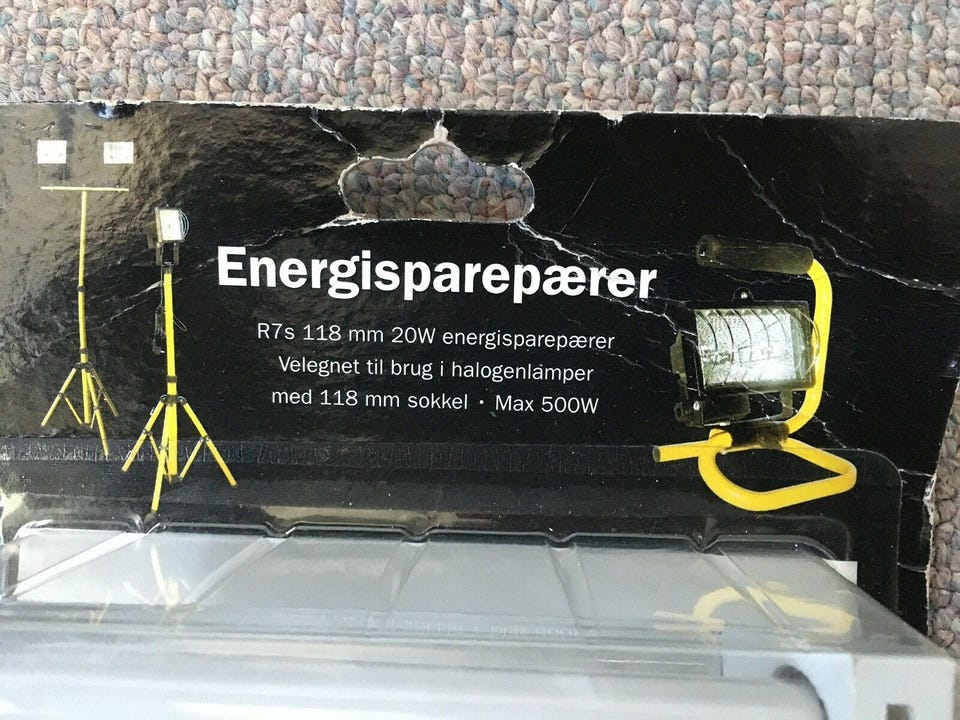 Energisparepærer
R7s 118 mm 20W energisparepærer
Velegnet til brug i halogenlamper
med 118 mm sokkel • Max 500W